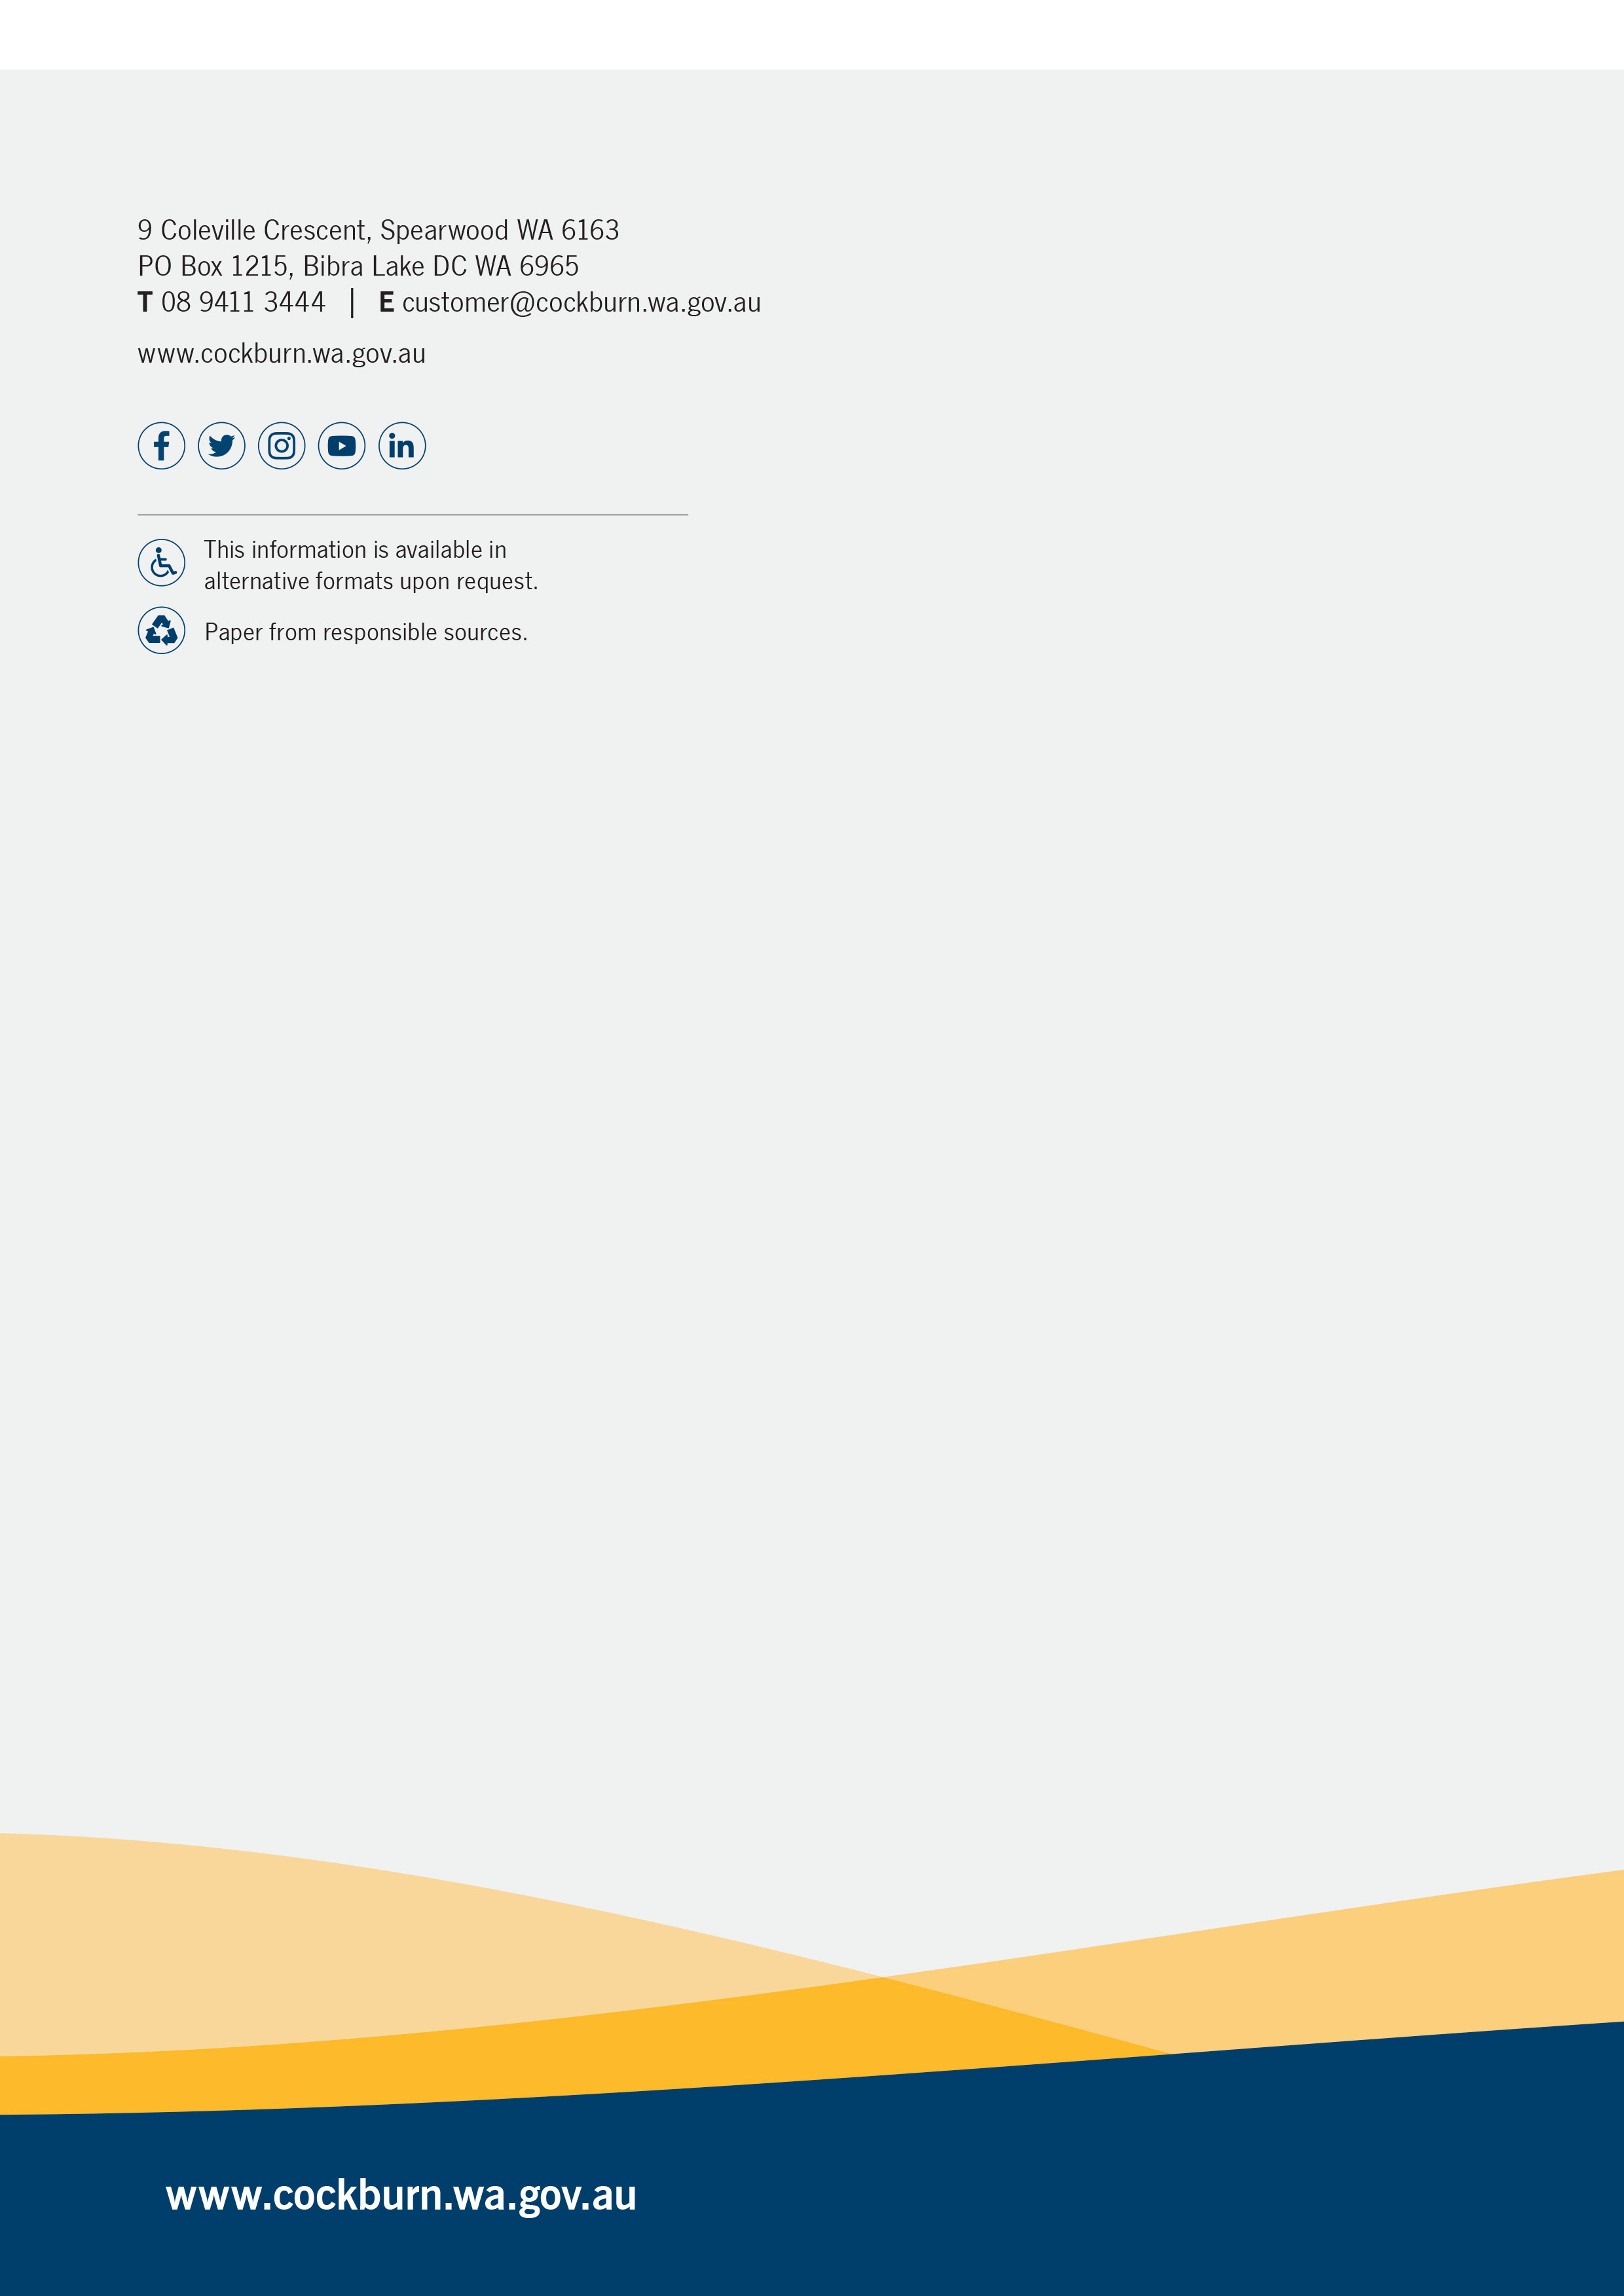 9 Coleville Crescent, Spearwood WA 6163
PO Box 1215, Bibra Lake DC WA 6965
T 08 9411 3444 | E customer@cockburn.wa.gov.au
www.cockburn.wa.gov.au
This information is available in
alternative formats upon request.
Paper from responsible sources.
www.cockburn.wa.gov.au